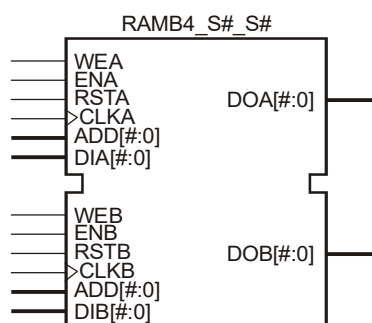 RAMB4_S#_S#
WEA
ENA
RSTA
CLKA
ADD[#:0]
DIA[#:0]
DOA[#:0]
WEB
ENB
RSTB
CLKB
ADD[#:0]
DIB[#:0]
DOB[#:0]